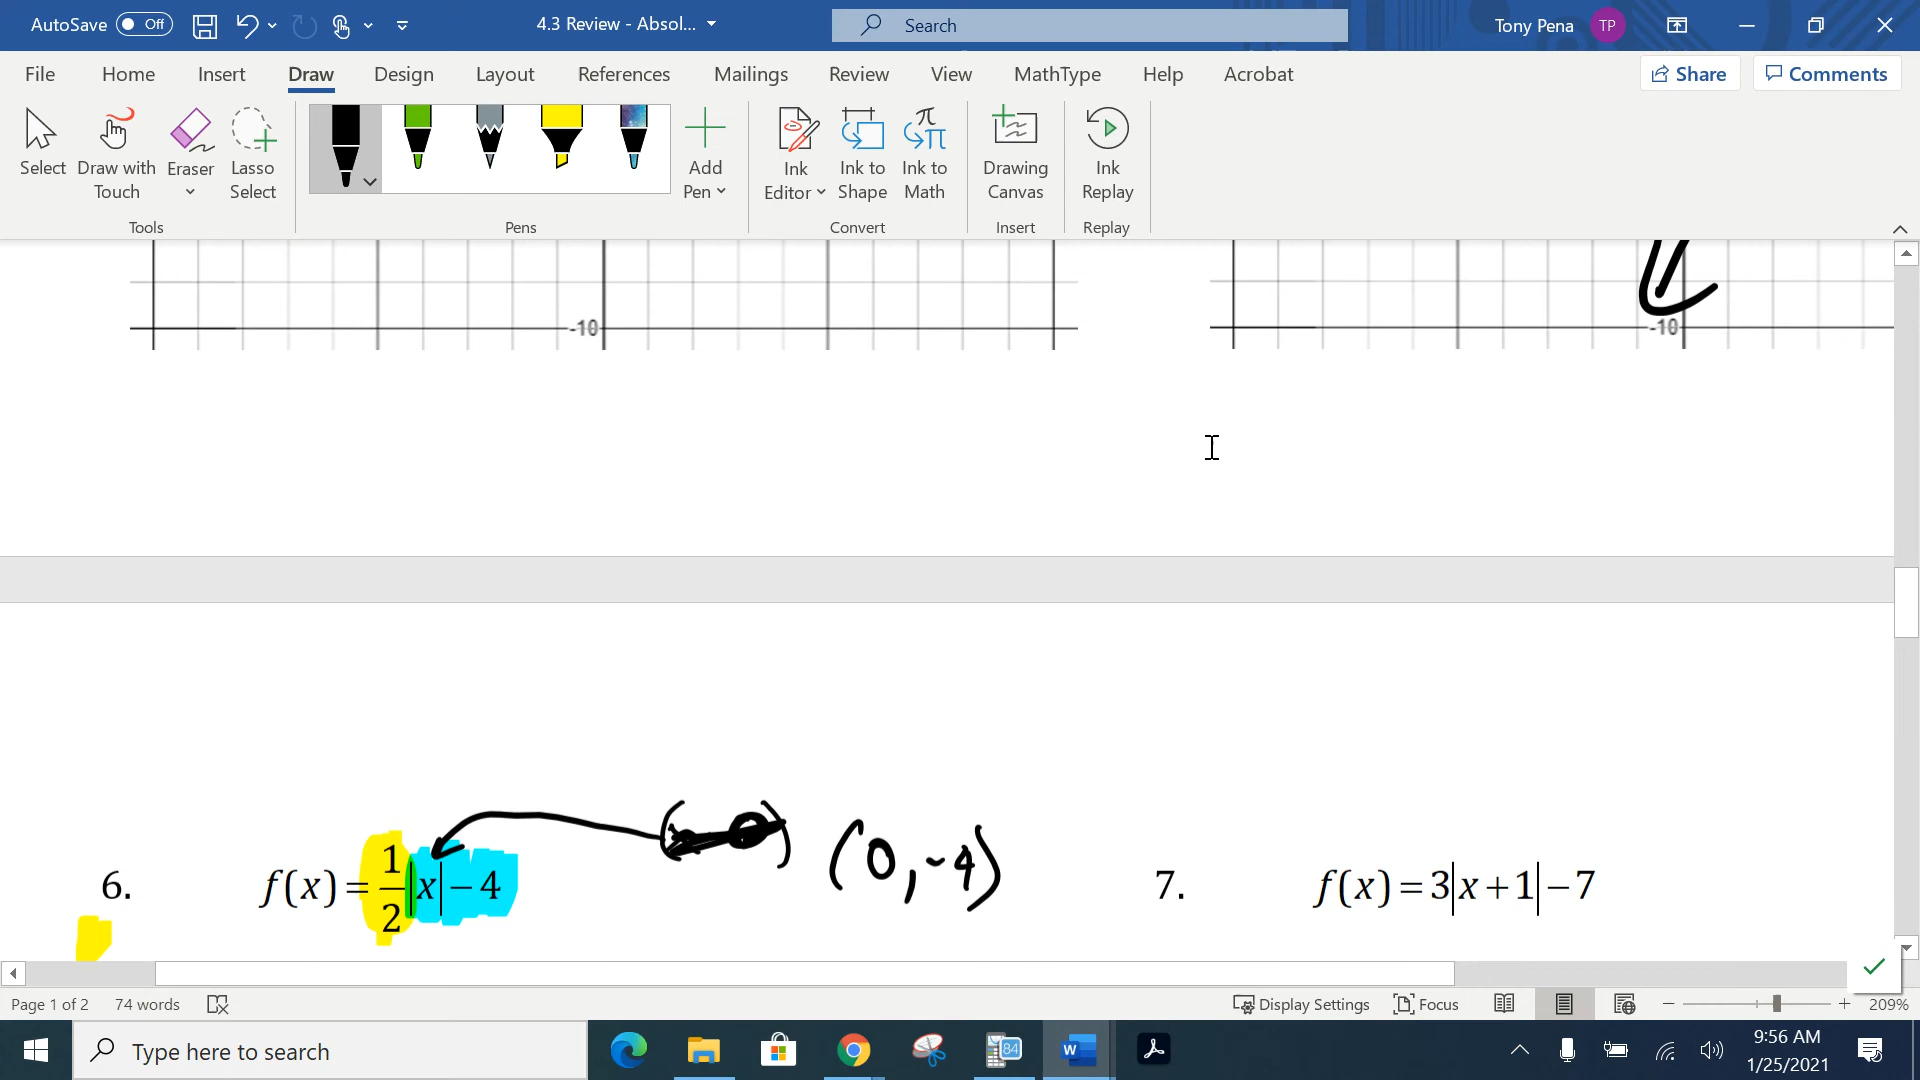 AutoSave Off 4.3 Review - Absol... Search Tony Pena TP
File Home Insert Draw Design Layout References Mailings Review View MathType Help Acrobat Share Comments
Select Draw with Touch Eraser Lasso Select Add Pen Ink Editor Ink to Shape Ink to Math Drawing Canvas Ink Replay
Tools Pens Convert Insert Replay
-10 -10
(0, -4)
6. f(x) = 1/2|x| - 4 7. f(x) = 3|x + 1| - 7
Page 1 of 2 74 words Display Settings Focus 209%
Type here to search 84 W 9:56 AM
1/25/2021